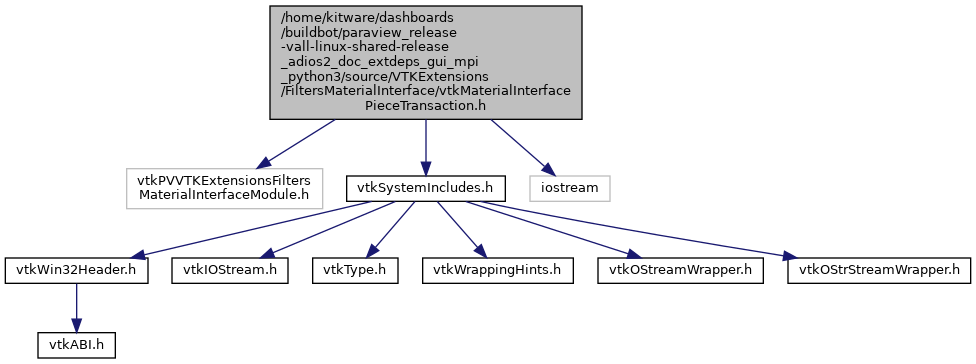 /home/kitware/dashboards
/buildbot/paraview_release
-vall-linux-shared-release
_adios2_doc_extdeps_gui_mpi
_python3/source/VTKExtensions
/FiltersMaterialInterface/vtkMaterialInterface
PieceTransaction.h
vtkPVVTKExtensionsFilters
MaterialInterfaceModule.h
vtkSystemIncludes.h
iostream
vtkWin32Header.h
vtkIOStream.h
vtkType.h
vtkWrappingHints.h
vtkOStreamWrapper.h
vtkOStrStreamWrapper.h
vtkABI.h